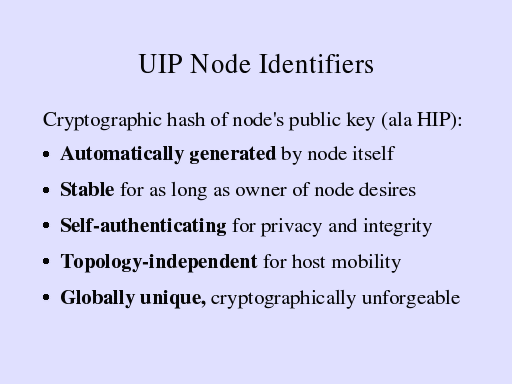 UIP Node Identifiers
Cryptographic hash of node's public key (ala HIP):
• Automatically generated by node itself
• Stable for as long as owner of node desires
• Self-authenticating for privacy and integrity
• Topology-independent for host mobility
• Globally unique, cryptographically unforgeable